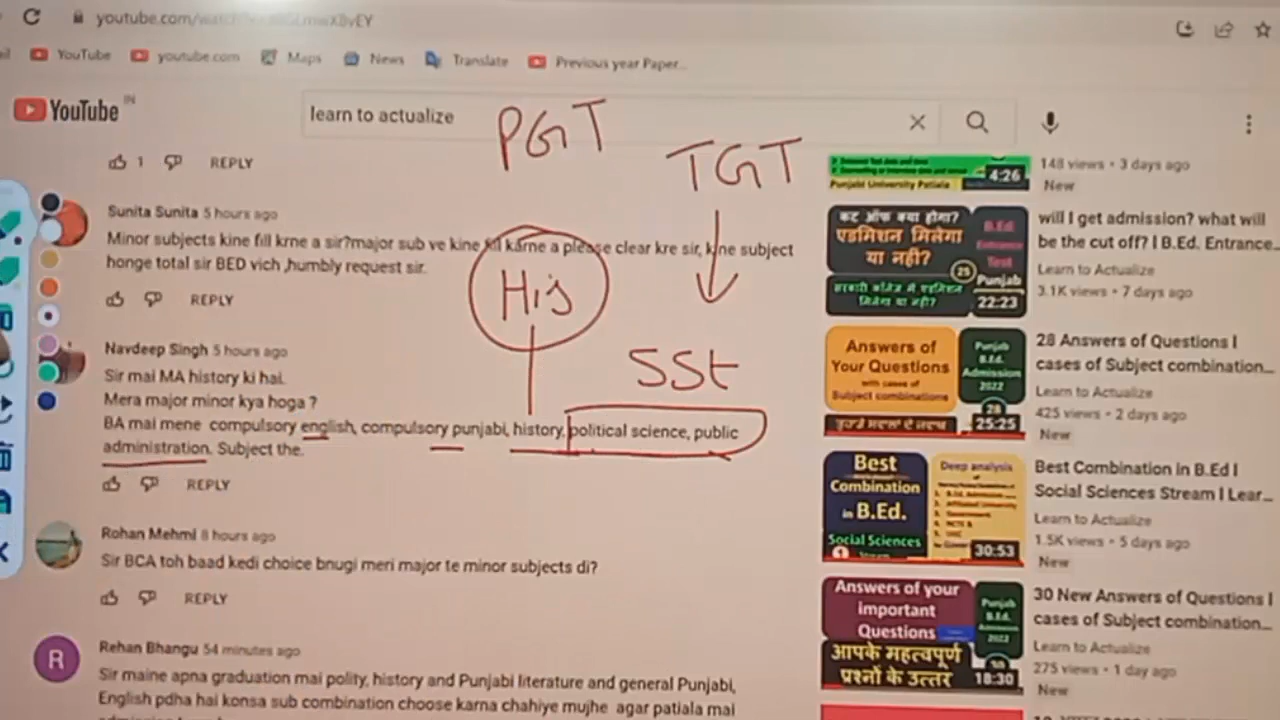 youtube.com/watch
YouTube
youtube.com
Maps
News
Translate
Previous year Paper...
YouTube
IN
learn to actualize
PGT
TGT
His
SSt
1
REPLY
Sunita Sunita 5 hours ago
Minor subjects kine fill krne a sir?major sub ve kine fill karne a please clear kre sir, kine subject
honge total sir BED vich ,humbly request sir.
REPLY
Navdeep Singh 5 hours ago
Sir mai MA history ki hai.
Mera major minor kya hoga ?
BA mai mene compulsory english, compulsory punjabi, history, political science, public
administration. Subject the.
REPLY
Rohan Mehmi 8 hours ago
Sir BCA toh baad kedi choice bnugi meri major te minor subjects di?
REPLY
R
Rehan Bhangu 54 minutes ago
Sir maine apna graduation mai polity, history and Punjabi literature and general Punjabi,
English pdha hai konsa sub combination choose karna chahiye mujhe agar patiala mai
4:26
Punjabi University Patiala
148 views • 3 days ago
New
कट ऑफ क्या होगा?
एडमिशन मिलेगा
या नहीं?
B.Ed
Entrance
Test
25
Punjab
22:23
will I get admission? what will
be the cut off? I B.Ed. Entrance...
Learn to Actualize
3.1K views • 7 days ago
Answers of
Your Questions
with cases of
Subject combinations
Punjab
B.Ed.
Admission
2022
28
25:25
28 Answers of Questions I
cases of Subject combination...
Learn to Actualize
425 views • 2 days ago
New
Best
Combination
in B.Ed.
Social Sciences
Deep analysis
30:53
Best Combination in B.Ed I
Social Sciences Stream I Lear...
Learn to Actualize
1.5K views • 5 days ago
New
Answers of your
important
Questions
आपके महत्वपूर्ण
प्रश्नों के उत्तर
Punjab
B.Ed.
2022
18:30
30 New Answers of Questions I
cases of Subject combination...
Learn to Actualize
275 views • 1 day ago
New